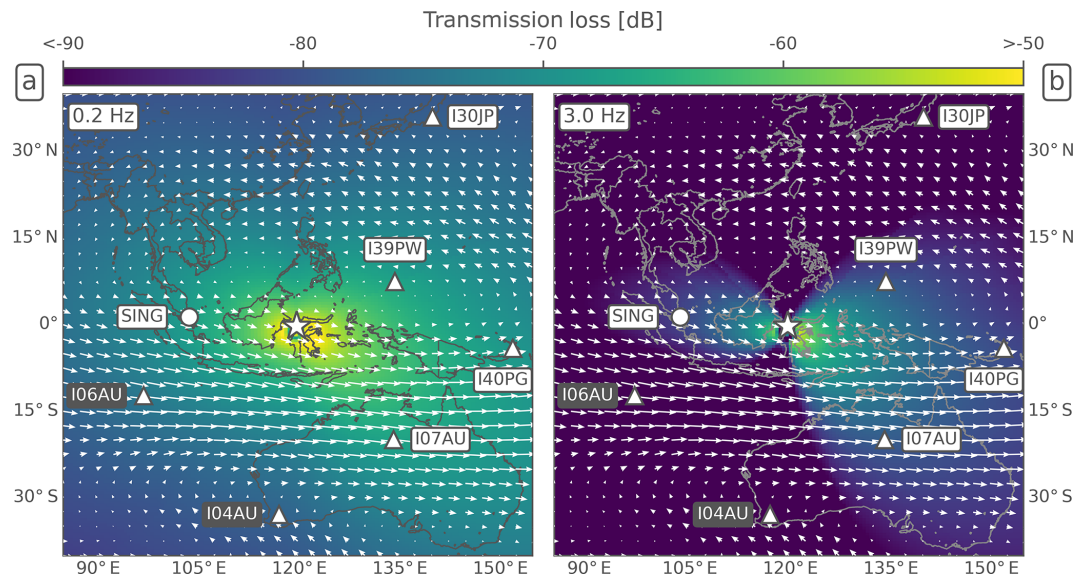 Transmission loss [dB]
<-90 -80 -70 -60 >-50
a b
0.2 Hz I30JP 3.0 Hz I30JP
30° N 30° N
I39PW I39PW
15° N 15° N
SING SING
0° 0°
I40PG I40PG
I06AU I06AU
15° S 15° S
I07AU I07AU
30° S 30° S
I04AU I04AU
90° E 105° E 120° E 135° E 150° E 90° E 105° E 120° E 135° E 150° E